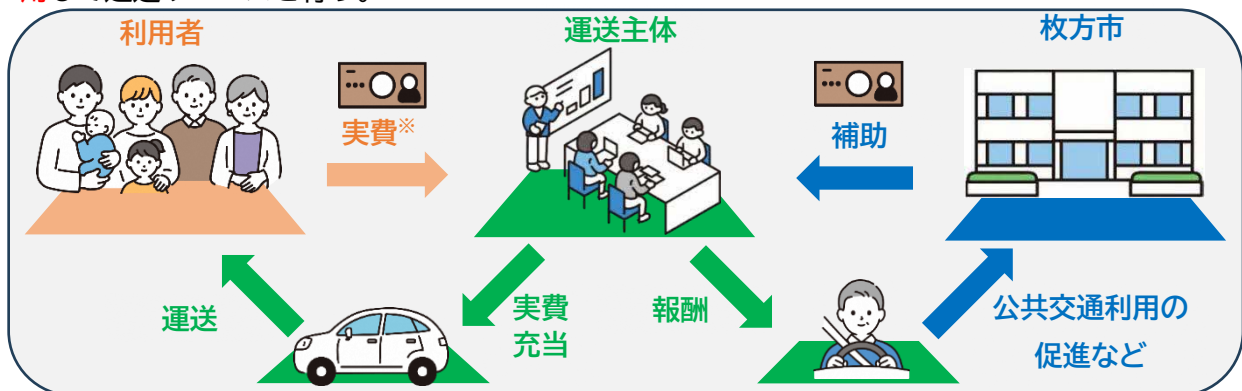 利用者
運送主体
枚方市
実費※
補助
運送
実費
充当
報酬
公共交通利用の
促進など